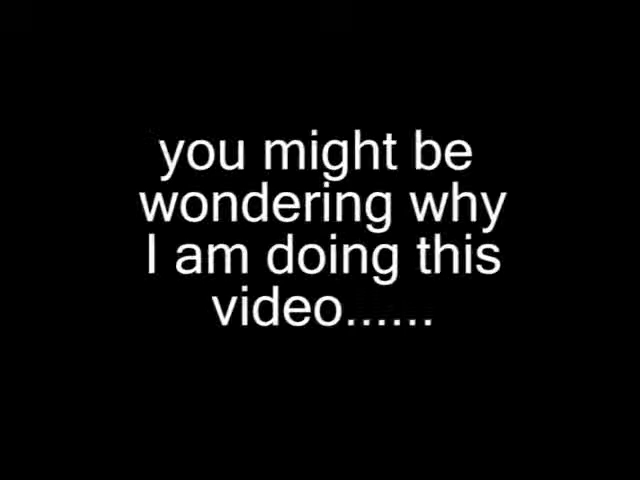 you might be
wondering why
I am doing this
video......